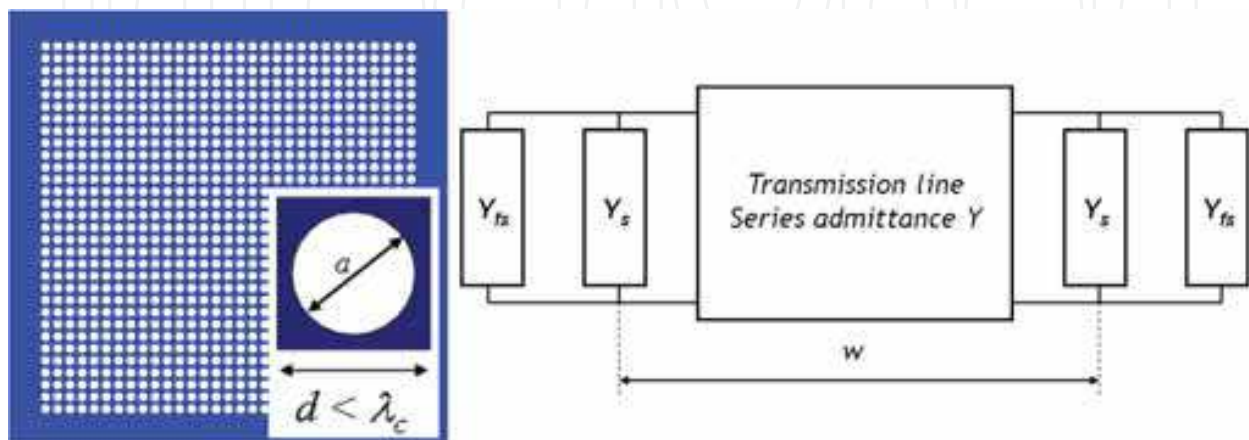 a
d < λc
Yfs
Ys
Transmission line
Series admittance Y
Ys
Yfs
w